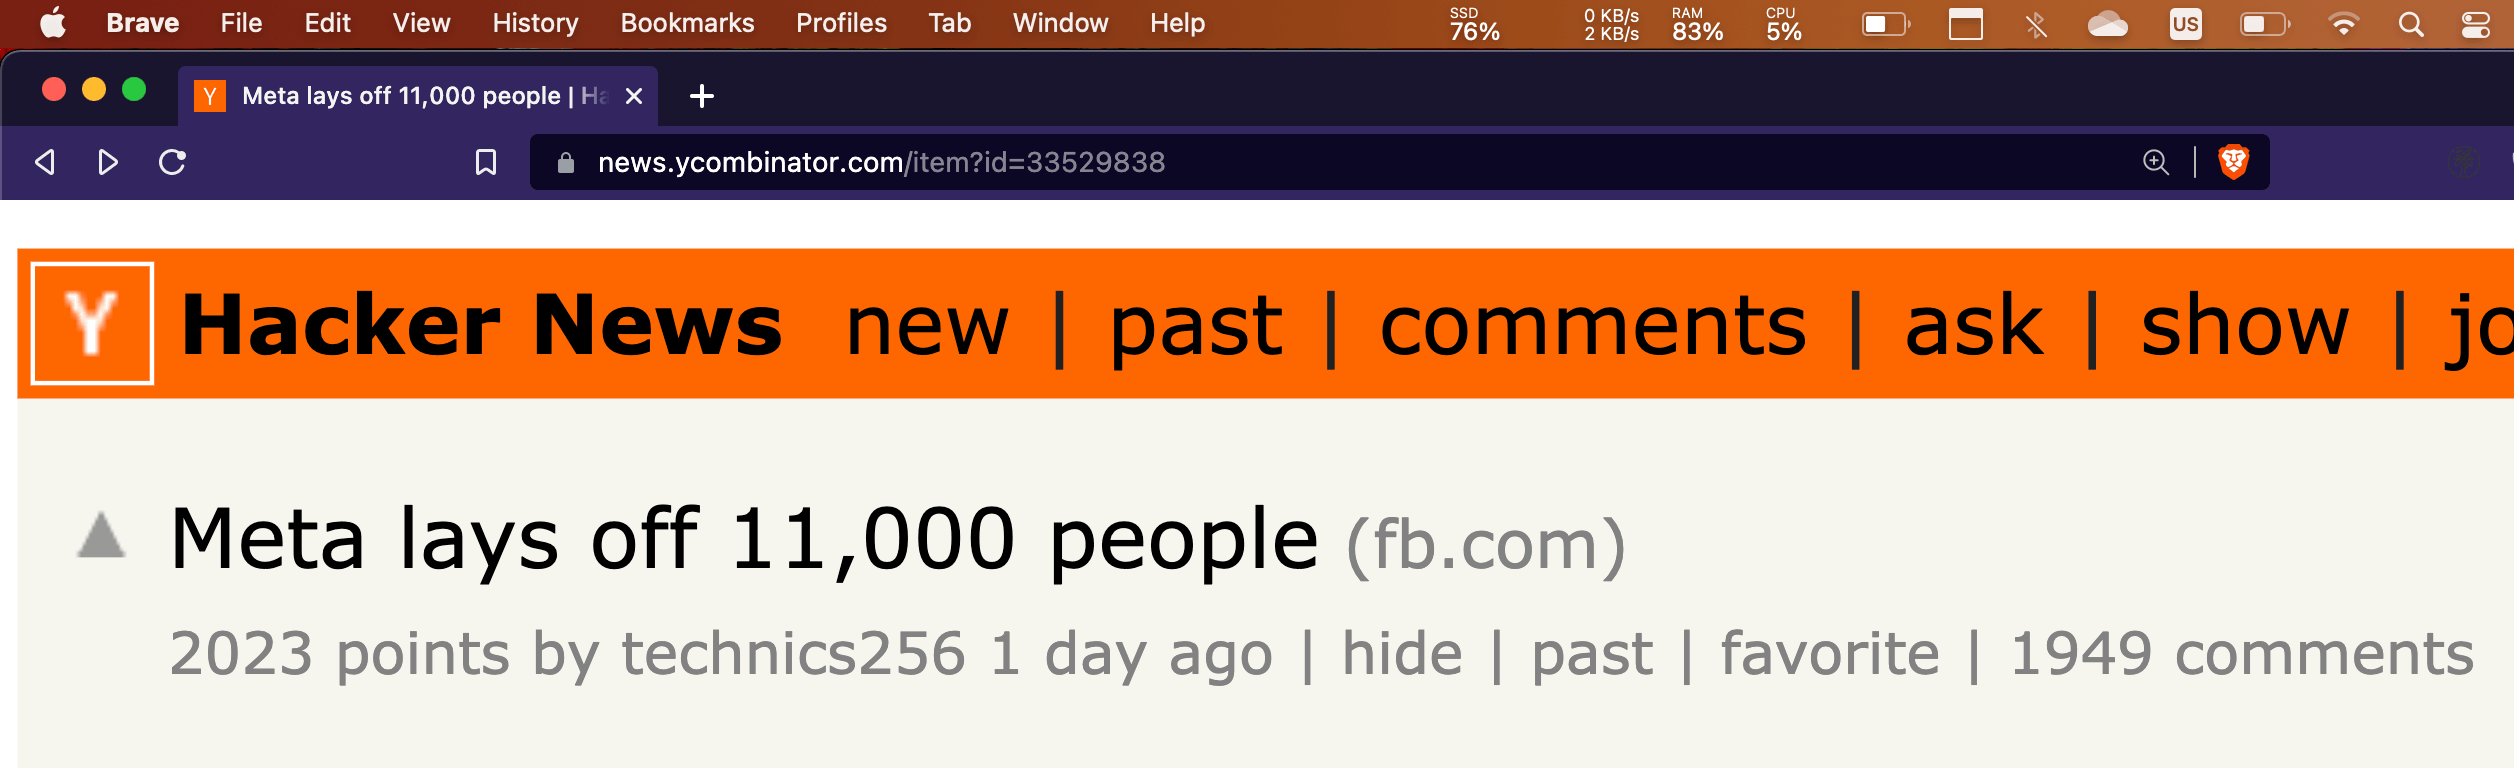 Brave File Edit View History Bookmarks Profiles Tab Window Help SSD 76% 0 KB/s 2 KB/s RAM 83% CPU 5% US
Y Meta lays off 11,000 people | Ha
news.ycombinator.com/item?id=33529838
Y Hacker News new | past | comments | ask | show | jo
Meta lays off 11,000 people (fb.com)
2023 points by technics256 1 day ago | hide | past | favorite | 1949 comments